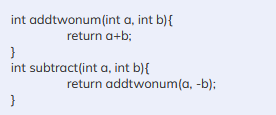 int addtwonum(int a, int b){
return a+b;
}
int subtract(int a, int b){
return addtwonum(a, -b);
}